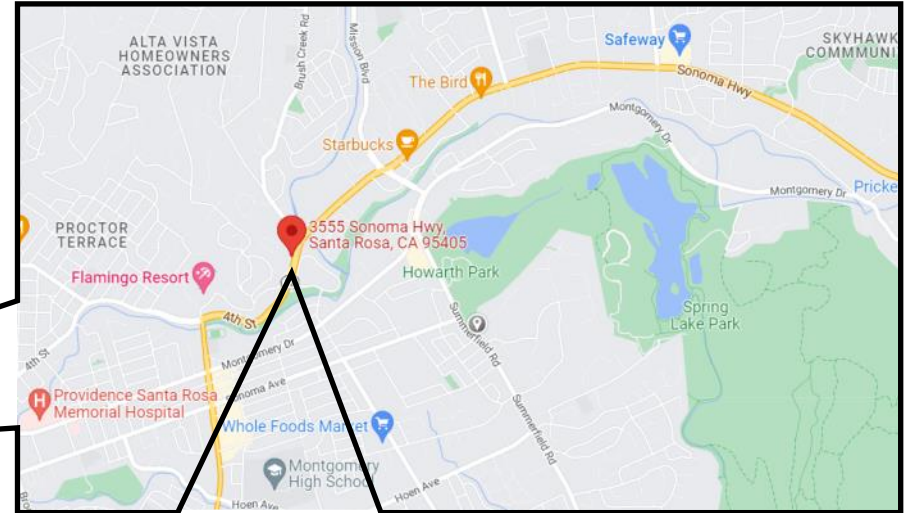 ALTA VISTA
HOMEOWNERS
ASSOCIATION
Brush Creek Rd
Mission Blvd
Safeway
SKYHAWK
COMMMUNI
The Bird
Sonoma Hwy
Starbucks
Montgomery Dr
Montgomery Dr
Pricke
PROCTOR
TERRACE
3555 Sonoma Hwy,
Santa Rosa, CA 95405
Flamingo Resort
Howarth Park
Spring
Lake Park
4th St
4th St
Summerfield Rd
Montgomery Dr
Sonoma Ave
Providence Santa Rosa
Memorial Hospital
Summerfield Rd
Whole Foods Market
Montgomery
High School
Hoen Ave
Hoen Ave